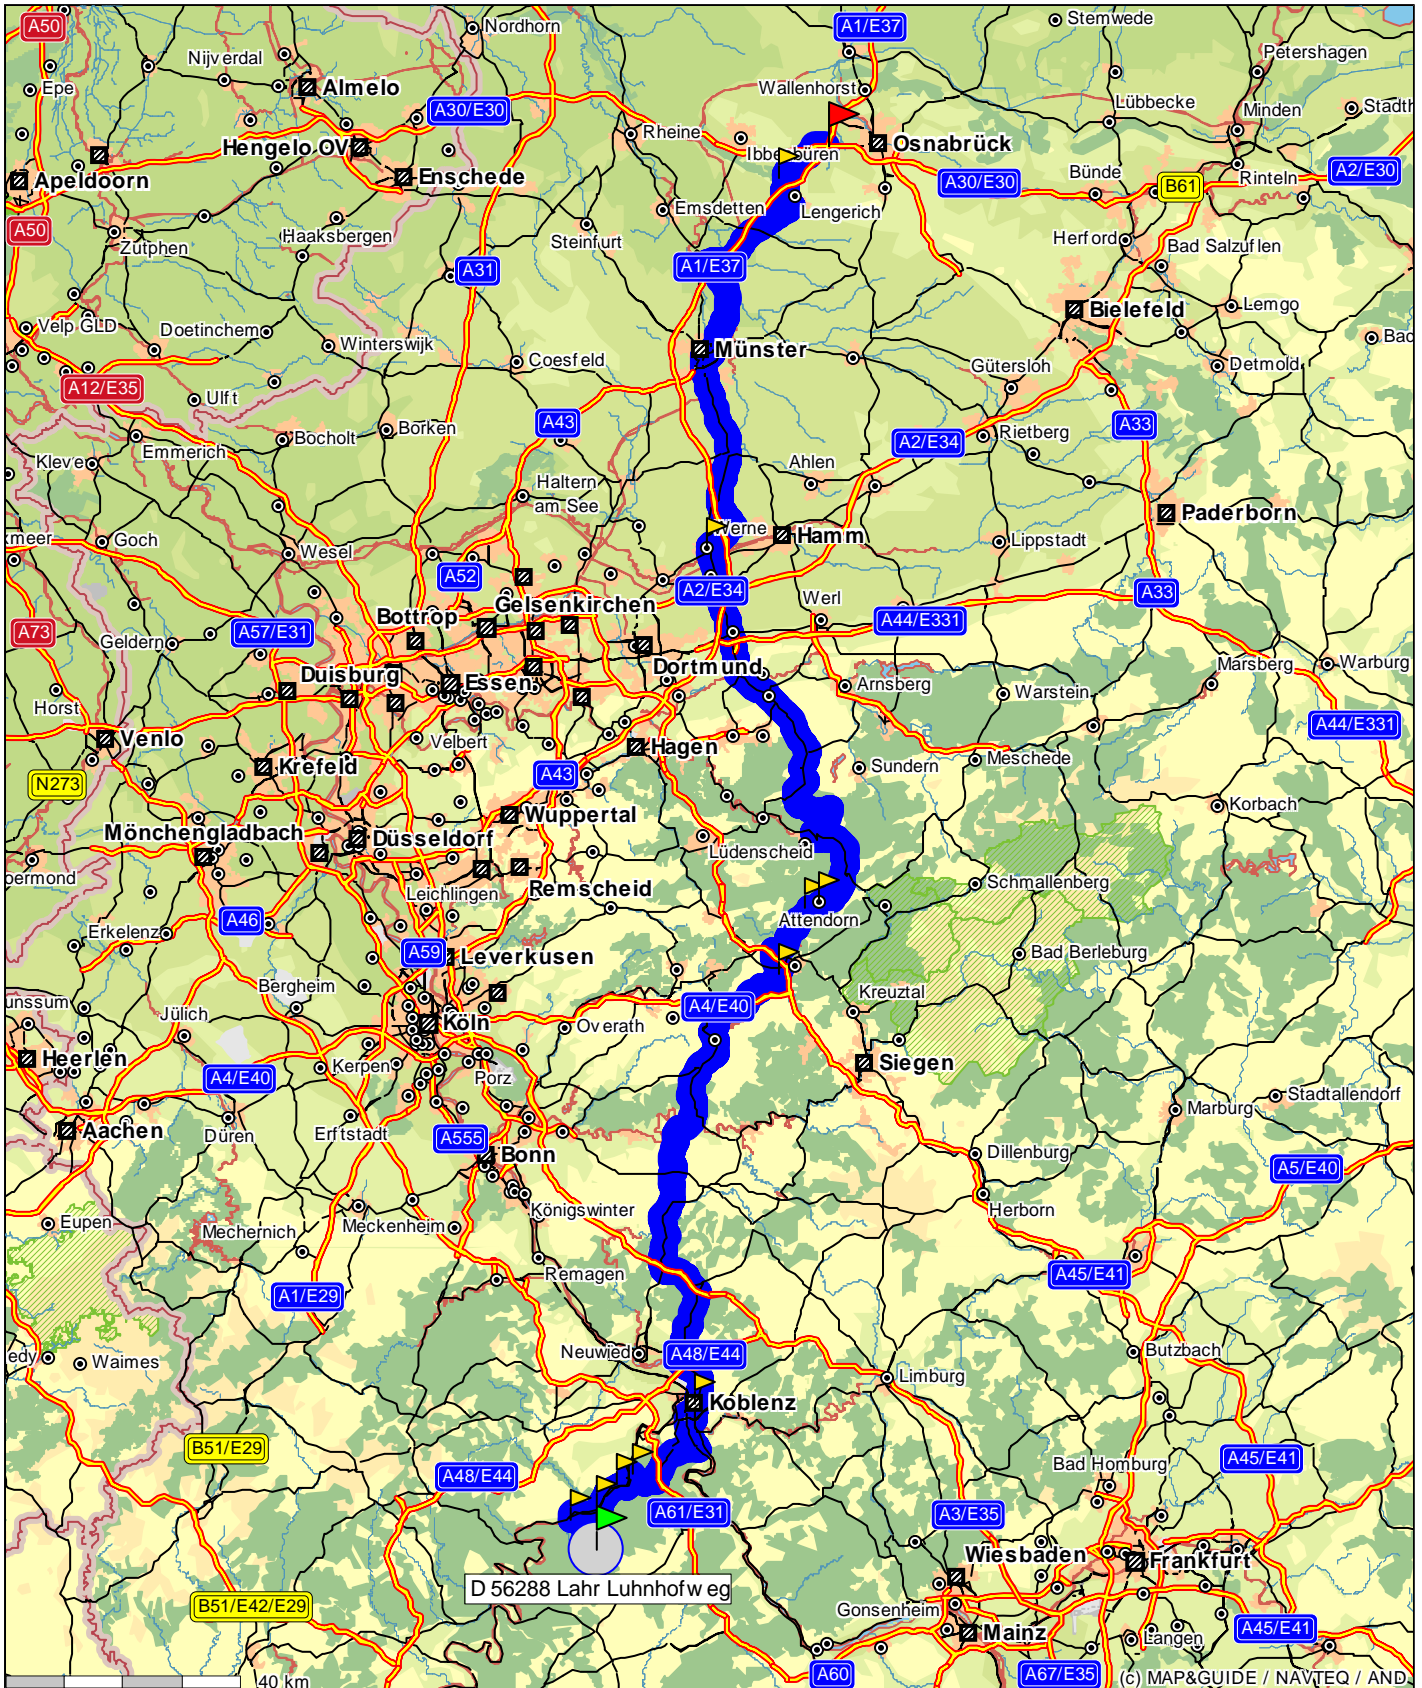 A50
Nordhorn
A1/E37
Stemwede
Nijverdal
Petershagen
Epe
Almelo
Wallenhorst
A30/E30
Lübbecke
Minden
Rheine
Hengelo OV
Ibbenbüren
Osnabrück
Apeldoorn
Enschede
A30/E30
Bünde
B61
Rinteln
A2/E30
A50
Emsdetten
Lengerich
Zutphen
Haaksbergen
Steinfurt
Herford
Bad Salzuflen
A31
A1/E37
Velp GLD
Doetinchem
Winterswijk
Bielefeld
Lemgo
Bad
Münster
Coesfeld
Gütersloh
Detmold
A12/E35
Ulft
Bocholt
Borken
A43
A33
Rietberg
A2/E34
Emmerich
Kleve
Ahlen
Haltern
am See
Paderborn
Werne
Hamm
Lippstadt
Goch
Wesel
A52
A2/E34
Werl
A33
A73
Geldern
A57/E31
Bottrop
Gelsenkirchen
A44/E331
Duisburg
Essen
Dortmund
Marsberg
Warburg
Arnsberg
Warstein
Horst
A44/E331
Venlo
Velbert
Hagen
Krefeld
A43
Sundern
Meschede
N273
Korbach
Mönchengladbach
Düsseldorf
Wuppertal
Lüdenscheid
Leichlingen
Remscheid
Schmallenberg
Attendorn
Erkelenz
A46
A59
Leverkusen
Bad Berleburg
Bergheim
Kreuztal
Jülich
Köln
Overath
A4/E40
Heerlen
Kerpen
Porz
Siegen
A4/E40
Stadtallendorf
Marburg
Aachen
Düren
Erftstadt
A555
Bonn
Dillenburg
A5/E40
Eupen
Mechernich
Meckenheim
Königswinter
Herborn
Remagen
A45/E41
A1/E29
Neuwied
A48/E44
Butzbach
Waimes
Limburg
Koblenz
B51/E29
A48/E44
Bad Homburg
A45/E41
A61/E31
A3/E35
Wiesbaden
Frankfurt
D 56288 Lahr Luhnhofweg
B51/E42/E29
Gonsenheim
Mainz
Langen
A45/E41
40 km
A60
A67/E35
(c) MAP&GUIDE / NAVTEQ / AND